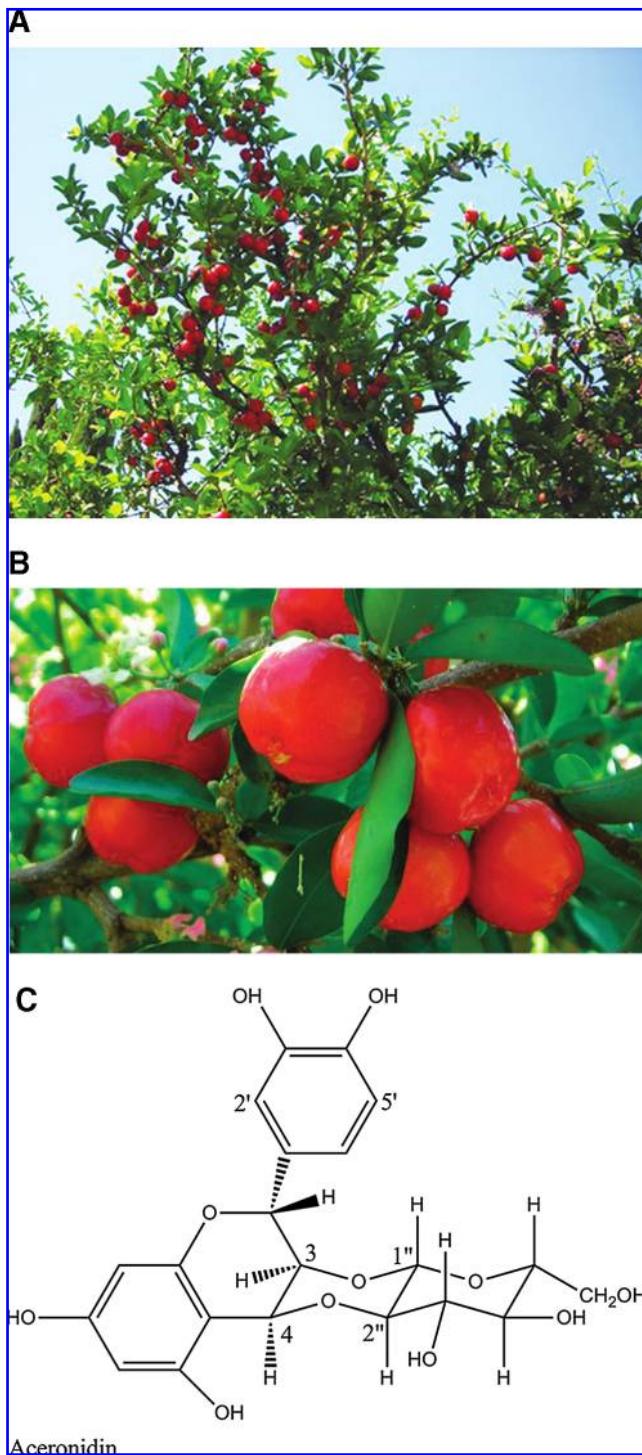 A
B
C
OH OH
2' 5'
O H H H H
3 1"
H O O
HO 4 O 2" CH2OH
OH
H HO H H
OH
Aceronidin